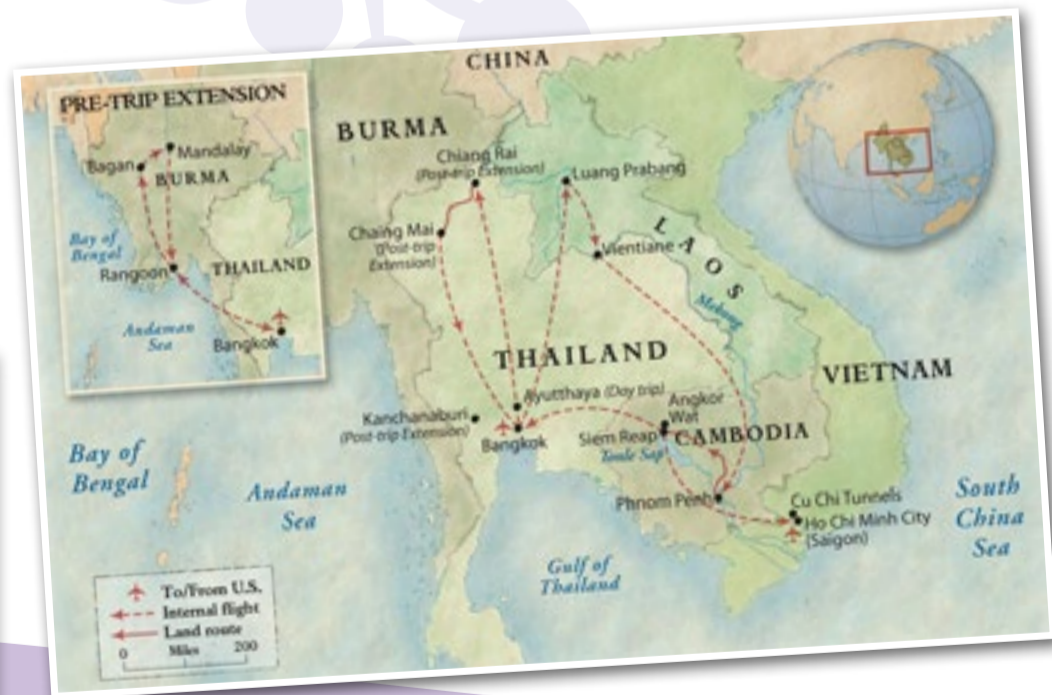 PRE-TRIP EXTENSION
Bagan
Mandalay
BURMA
Bay of
Bengal
Rangoon
THAILAND
Andaman
Sea
Bangkok
CHINA
BURMA
Chiang Rai
(Post-trip Extension)
Luang Prabang
Chaing Mai
(Post-trip
Extension)
Vientiane
LAOS
Mekong
THAILAND
VIETNAM
Ayutthaya (Day trip)
Kanchanaburi
(Post-trip Extension)
Bangkok
Angkor
Wat
Siem Reap
CAMBODIA
Tonle Sap
Phnom Penh
Cu Chi Tunnels
Ho Chi Minh City
(Saigon)
Bay of
Bengal
Andaman
Sea
Gulf of
Thailand
South
China
Sea
To/From U.S.
Internal flight
Land route
0 Miles 200